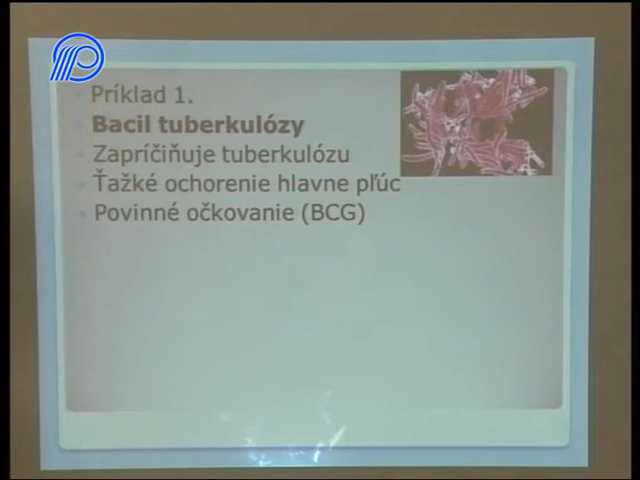 Príklad 1.
Bacil tuberkulózy
Zapríčiňuje tuberkulózu
Ťažké ochorenie hlavne pľúc
Povinné očkovanie (BCG)